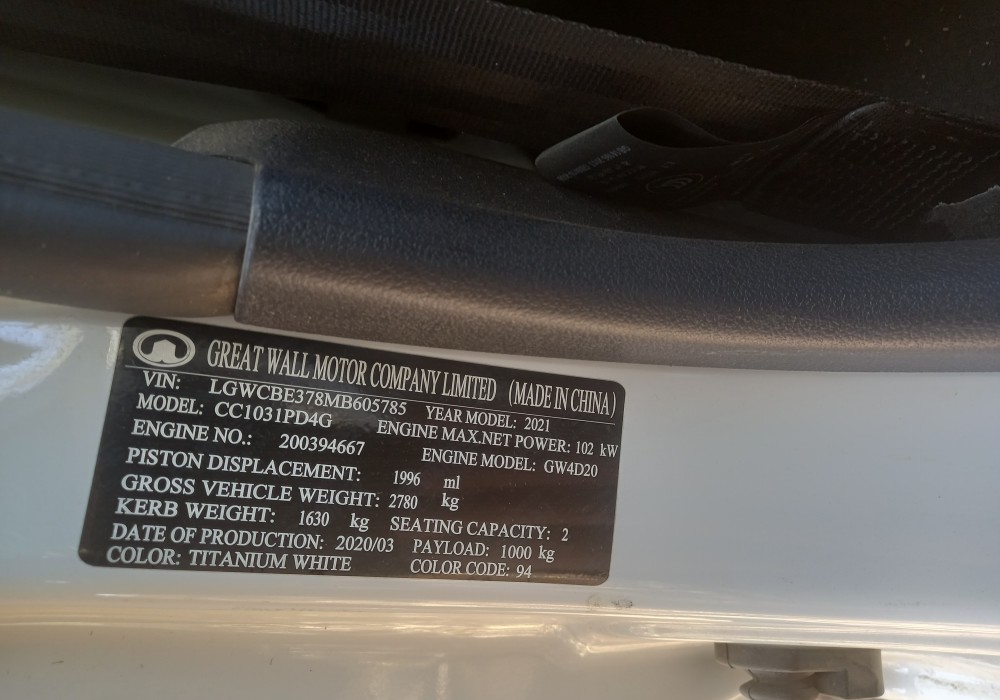 GREAT WALL MOTOR COMPANY LIMITED (MADE IN CHINA)
VIN: LGWCBE378MB605785 YEAR MODEL: 2021
MODEL: CC1031PD4G ENGINE MAX.NET POWER: 102 kW
ENGINE NO.: 200394667 ENGINE MODEL: GW4D20
PISTON DISPLACEMENT: 1996 ml
GROSS VEHICLE WEIGHT: 2780 kg
KERB WEIGHT: 1630 kg SEATING CAPACITY: 2
DATE OF PRODUCTION: 2020/03 PAYLOAD: 1000 kg
COLOR: TITANIUM WHITE COLOR CODE: 94